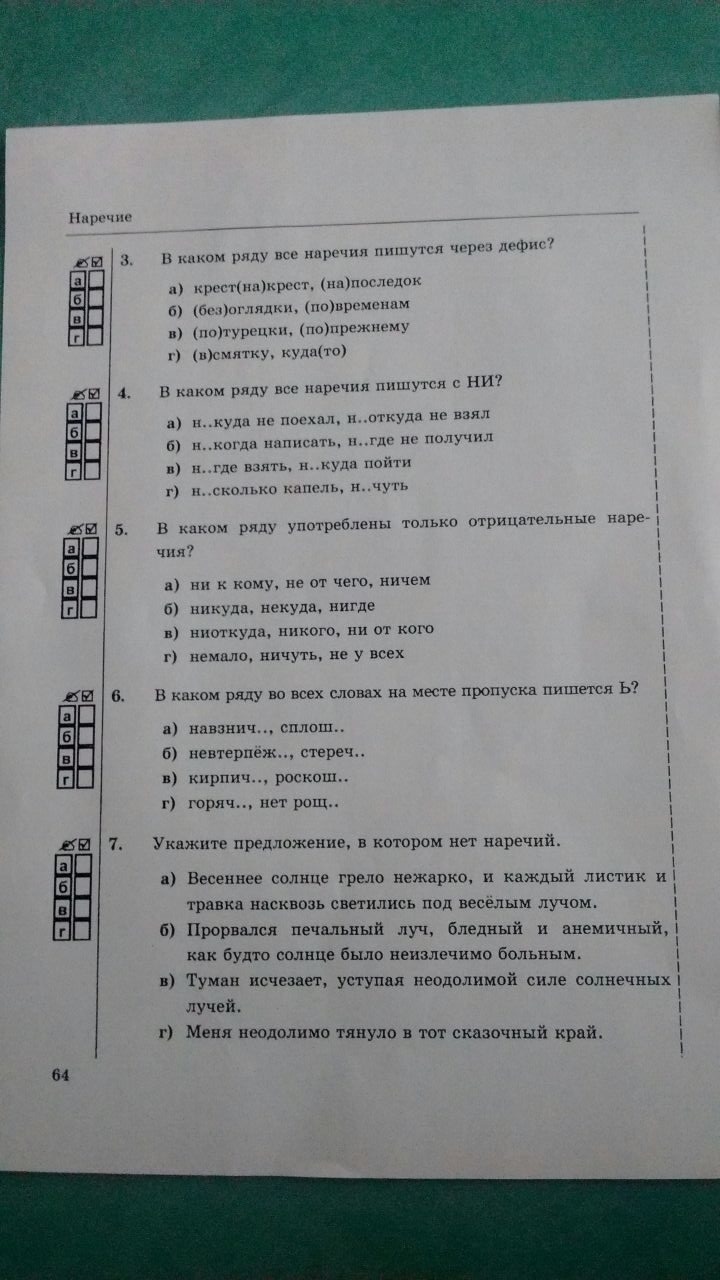 Наречие
3. В каком ряду все наречия пишутся через дефис?
а
б
в
г
а) крест(на)крест, (на)последок
б) (без)оглядки, (по)временам
в) (по)турецки, (по)прежнему
г) (в)смятку, куда(то)
4. В каком ряду все наречия пишутся с НИ?
а
б
в
г
а) н..куда не поехал, н..откуда не взял
б) н..когда написать, н..где не получил
в) н..где взять, н..куда пойти
г) н..сколько капель, н..чуть
5. В каком ряду употреблены только отрицательные наре-
чия?
а
б
в
г
а) ни к кому, не от чего, ничем
б) никуда, некуда, нигде
в) ниоткуда, никого, ни от кого
г) немало, ничуть, не у всех
6. В каком ряду во всех словах на месте пропуска пишется Ь?
а
б
в
г
а) навзнич.., сплош..
б) невтерпёж.., стереч..
в) кирпич.., роскош..
г) горяч.., нет рощ..
7. Укажите предложение, в котором нет наречий.
а
б
в
г
а) Весеннее солнце грело нежарко, и каждый листик и
травка насквозь светились под весёлым лучом.
б) Прорвался печальный луч, бледный и анемичный,
как будто солнце было неизлечимо больным.
в) Туман исчезает, уступая неодолимой силе солнечных
лучей.
г) Меня неодолимо тянуло в тот сказочный край.
64